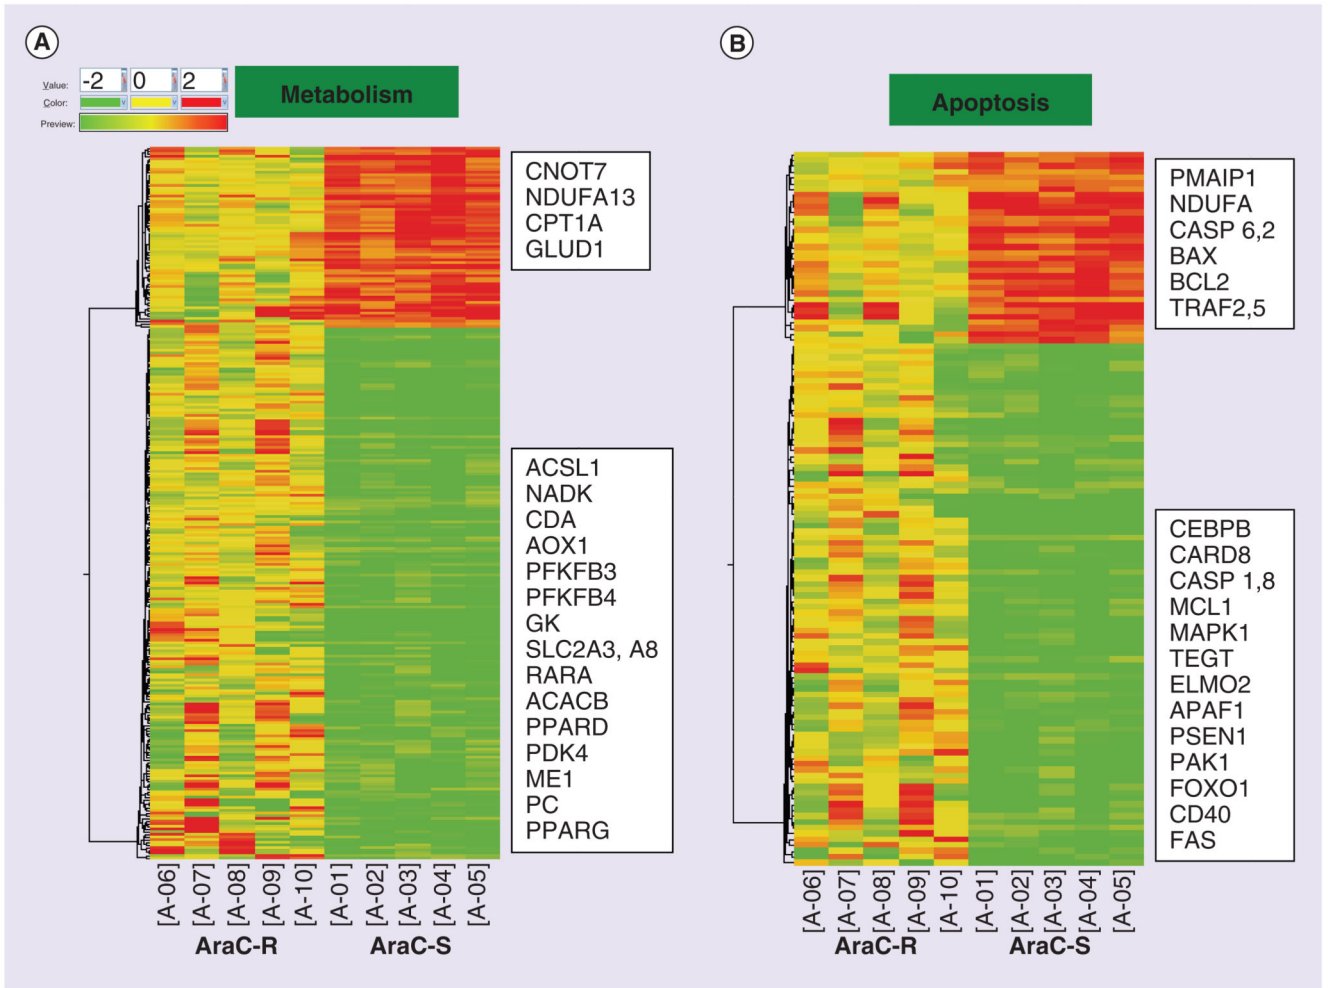 A
Value: -2 0 2
Color:
Preview:
Metabolism
CNOT7
NDUFA13
CPT1A
GLUD1
ACSL1
NADK
CDA
AOX1
PFKFB3
PFKFB4
GK
SLC2A3, A8
RARA
ACACB
PPARD
PDK4
ME1
PC
PPARG
[A-06] [A-07] [A-08] [A-09] [A-10] [A-01] [A-02] [A-03] [A-04] [A-05]
AraC-R AraC-S
B
Apoptosis
PMAIP1
NDUFA
CASP 6,2
BAX
BCL2
TRAF2,5
CEBPB
CARD8
CASP 1,8
MCL1
MAPK1
TEGT
ELMO2
APAF1
PSEN1
PAK1
FOXO1
CD40
FAS
[A-06] [A-07] [A-08] [A-09] [A-10] [A-01] [A-02] [A-03] [A-04] [A-05]
AraC-R AraC-S